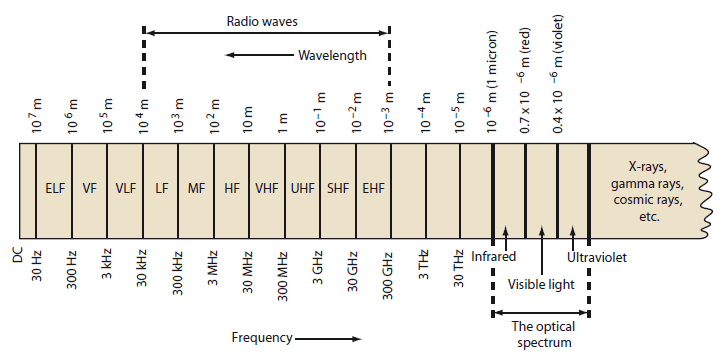 Radio waves
Wavelength
10⁷ m
10⁶ m
10⁵ m
10⁴ m
10³ m
10² m
10 m
1 m
10⁻¹ m
10⁻² m
10⁻³ m
10⁻⁴ m
10⁻⁵ m
10⁻⁶ m (1 micron)
0.7 x 10 ⁻⁶ m (red)
0.4 x 10 ⁻⁶ m (violet)
ELF
VF
VLF
LF
MF
HF
VHF
UHF
SHF
EHF
X-rays,
gamma rays,
cosmic rays,
etc.
DC
30 Hz
300 Hz
3 kHz
30 kHz
300 kHz
3 MHz
30 MHz
300 MHz
3 GHz
30 GHz
300 GHz
3 THz
30 THz
Infrared
Visible light
Ultraviolet
The optical
spectrum
Frequency